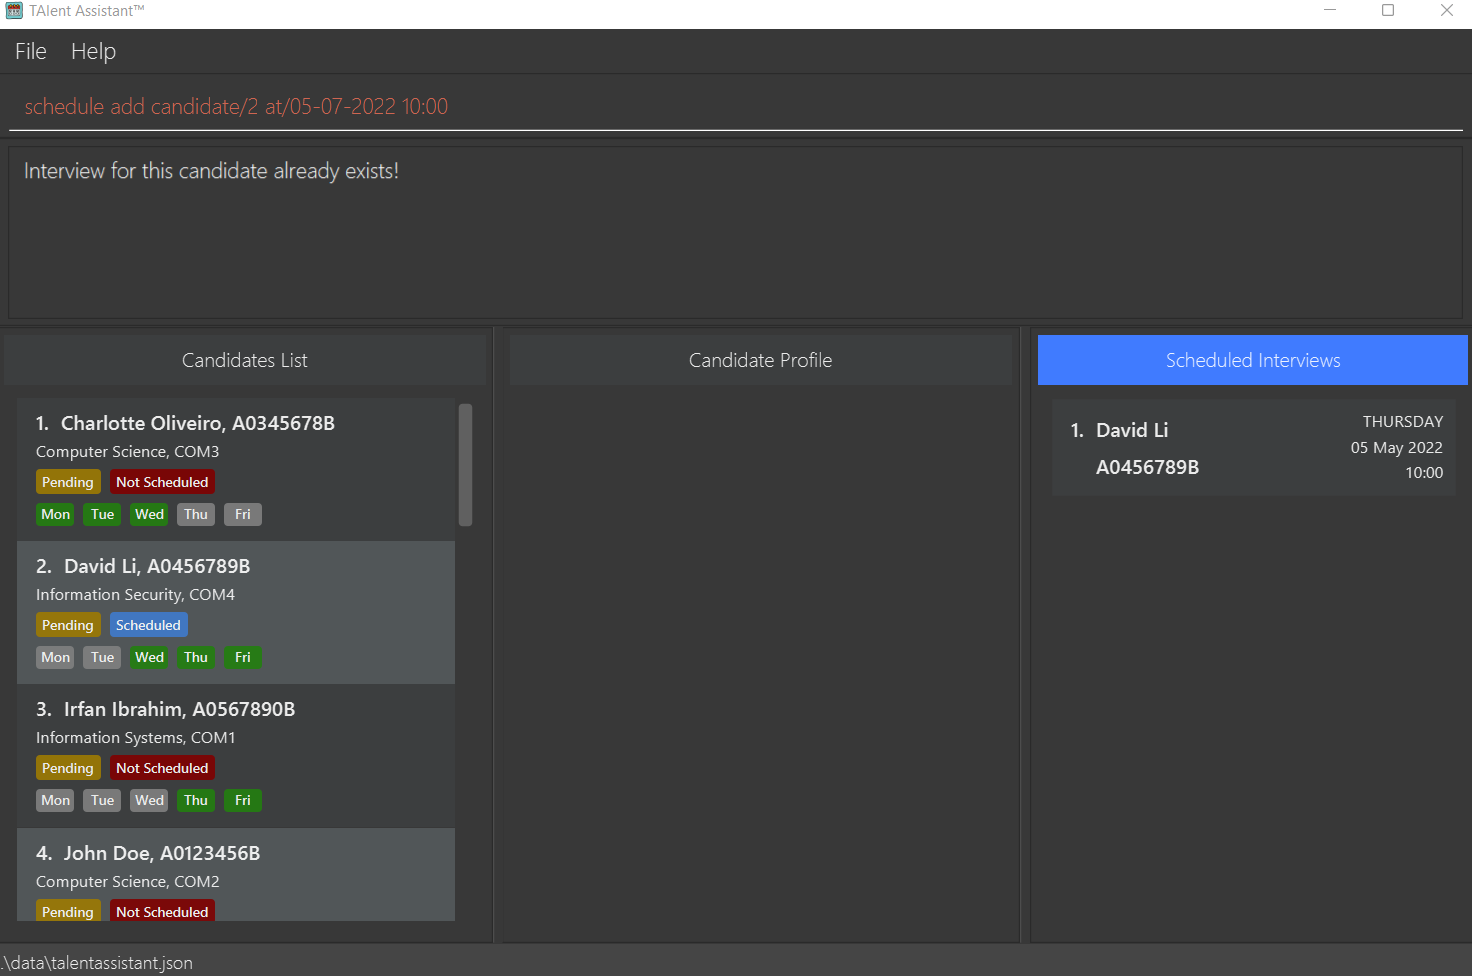 TAlent Assistant™
File Help
schedule add candidate/2 at/05-07-2022 10:00
Interview for this candidate already exists!
Candidates List
1. Charlotte Oliveiro, A0345678B
Computer Science, COM3
Pending Not Scheduled
Mon Tue Wed Thu Fri
2. David Li, A0456789B
Information Security, COM4
Pending Scheduled
Mon Tue Wed Thu Fri
3. Irfan Ibrahim, A0567890B
Information Systems, COM1
Pending Not Scheduled
Mon Tue Wed Thu Fri
4. John Doe, A0123456B
Computer Science, COM2
Pending Not Scheduled
Candidate Profile
Scheduled Interviews
1. David Li
A0456789B
THURSDAY
05 May 2022
10:00
.\data\talentassistant.json